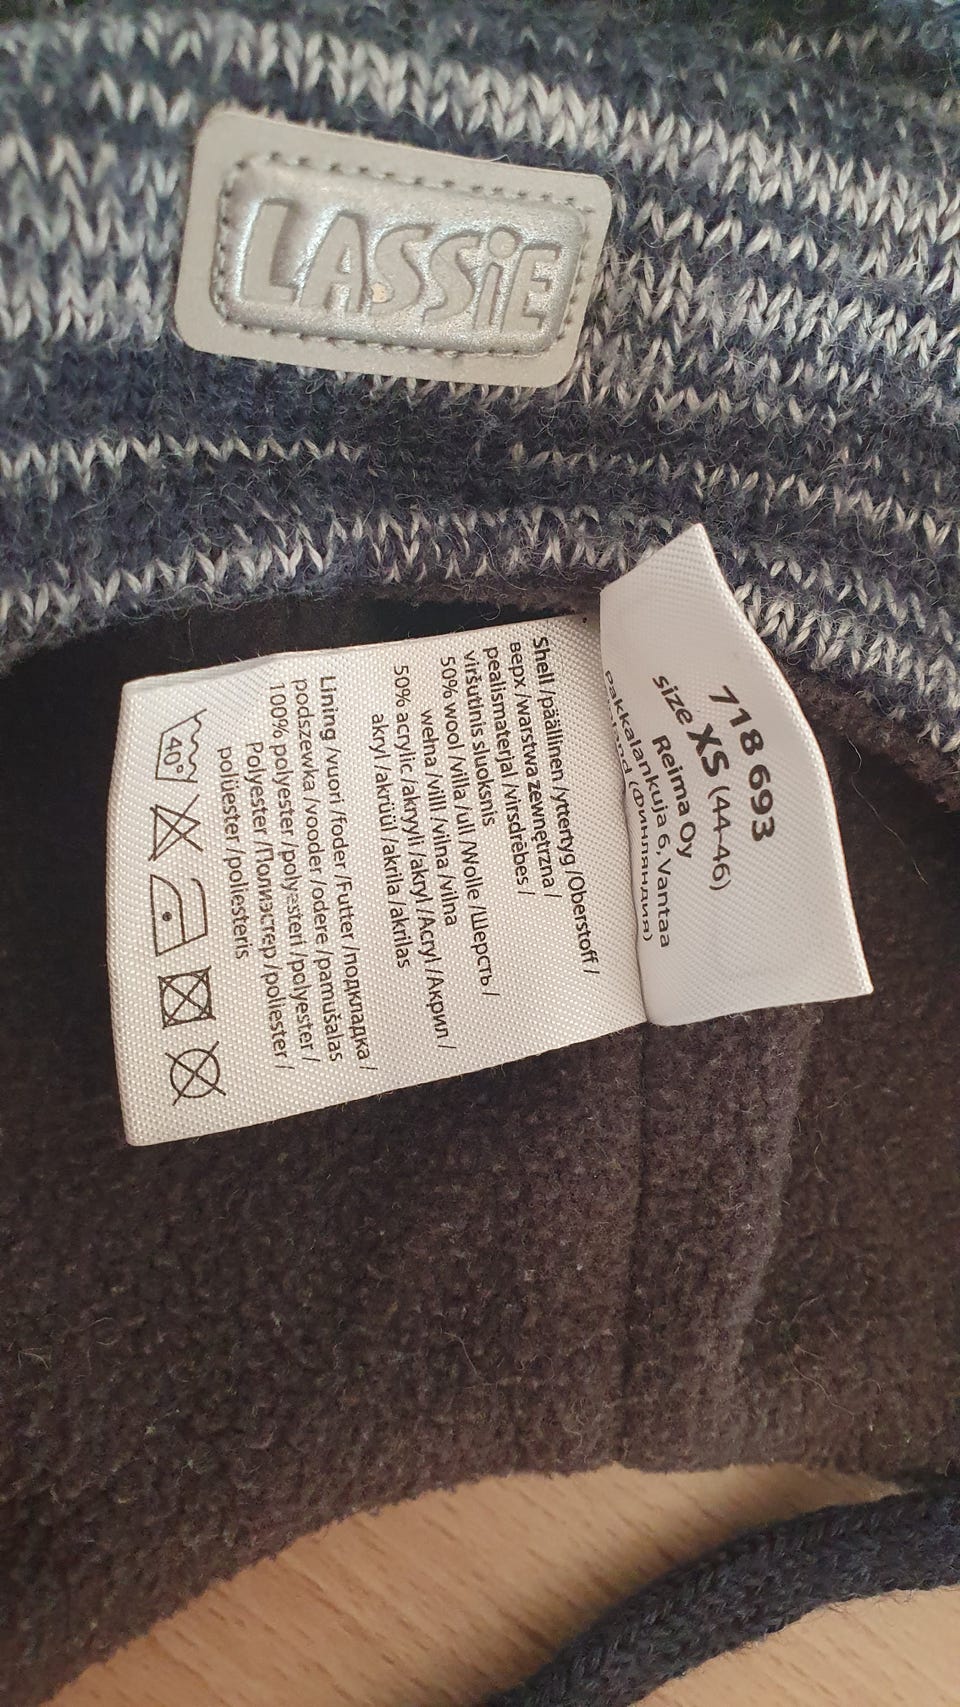 LASSiE
718 693
size XS (44-46)
Reima Oy
Pakkalankuja 6, Vantaa
(Финляндия)
Shell /päällinen /yttertyg /Oberstoff /
верх /warstwa zewnętrzna /
pealismaterjal /virsdrēbes /
viršutinis sluoksnis
50% wool /villa /ull /Wolle /Шерсть /
wełna /vill /vilna /vilna
50% acrylic /akryyli /akryl /Acryl /Акрил /
akryl /akrüül /akrila /akrilas
Lining /vuori /foder /Futter /подкладка /
podszewka /vooder /odere /pamušalas
100% polyester /polyesteri /polyester /
Polyester /Полиэстер /poliester /
polüester /poliesteris
40°